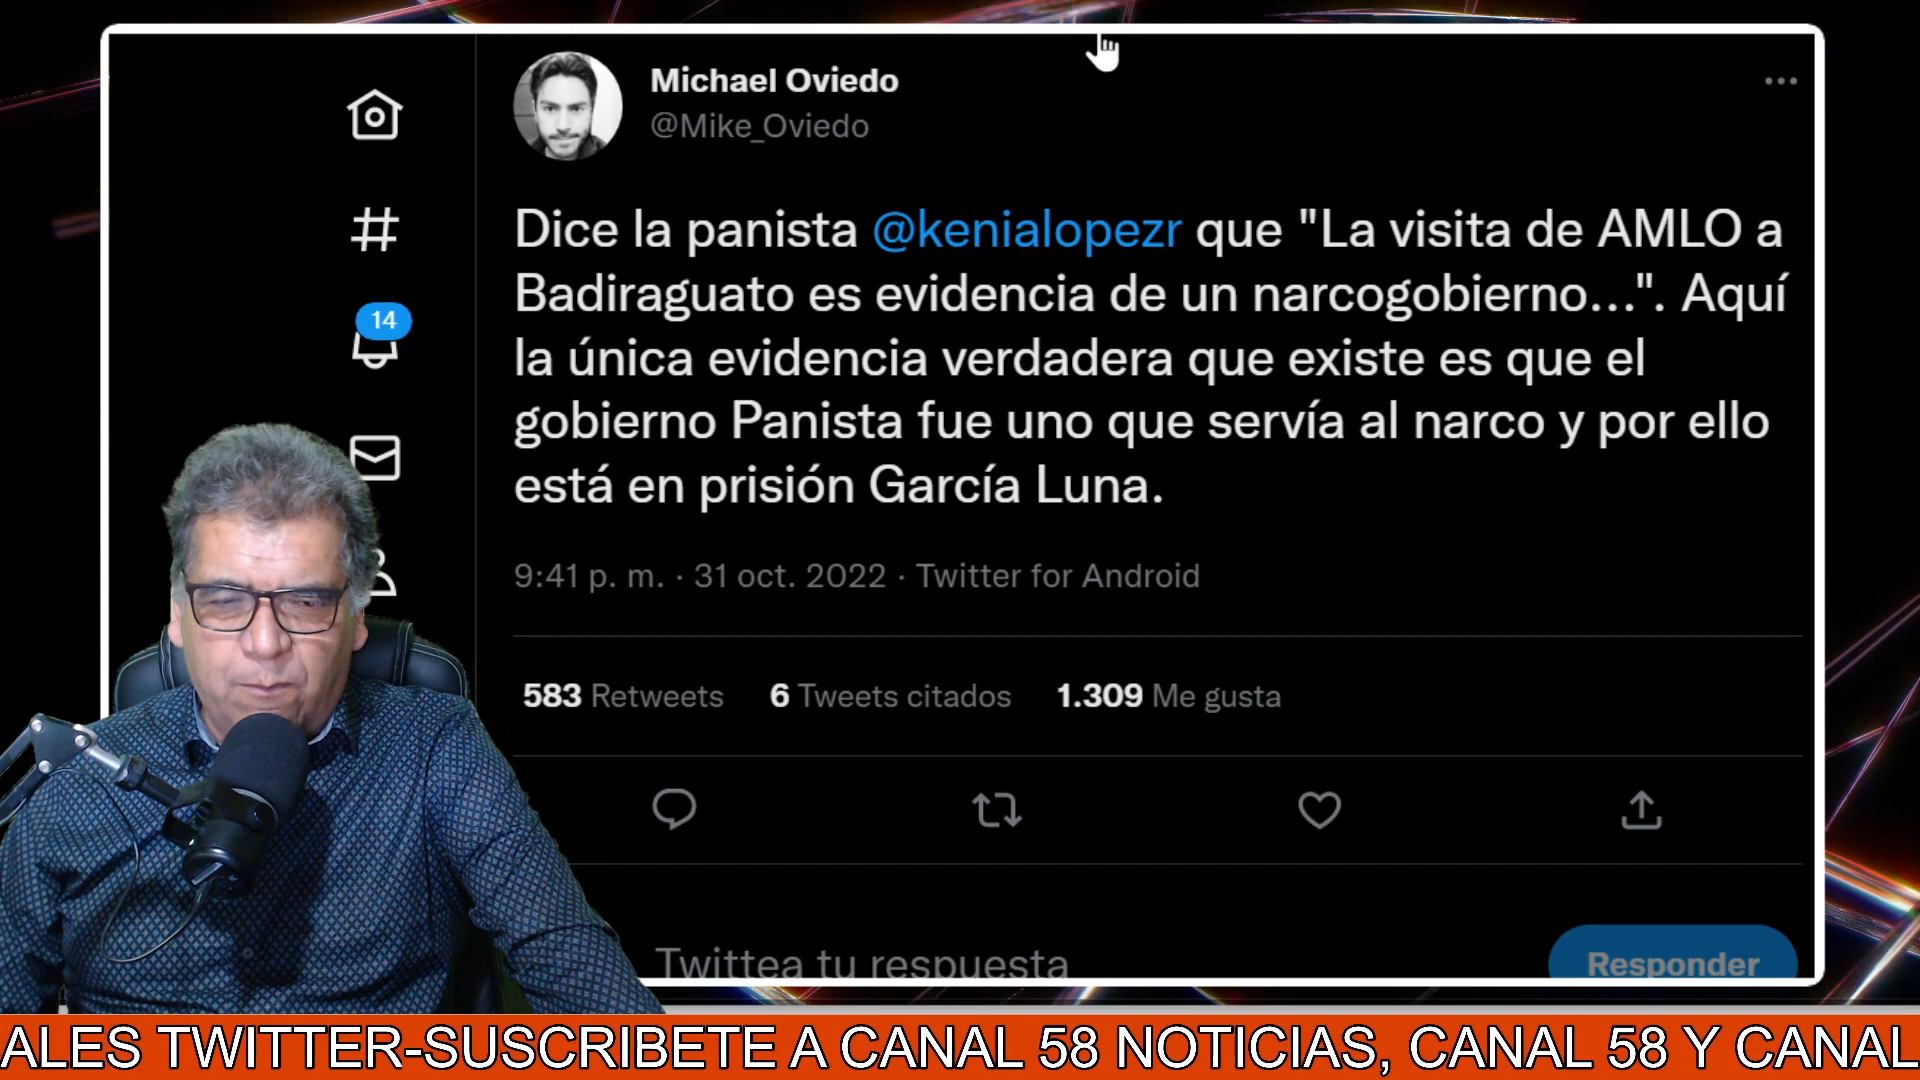 Michael Oviedo
@Mike_Oviedo
Dice la panista @kenialopezr que "La visita de AMLO a
Badiraguato es evidencia de un narcogobierno...". Aquí
la única evidencia verdadera que existe es que el
gobierno Panista fue uno que servía al narco y por ello
está en prisión García Luna.
14
9:41 p. m. · 31 oct. 2022 · Twitter for Android
583 Retweets 6 Tweets citados 1.309 Me gusta
Twittea tu respuesta
Responder
ALES TWITTER-SUSCRIBETE A CANAL 58 NOTICIAS, CANAL 58 Y CANAL